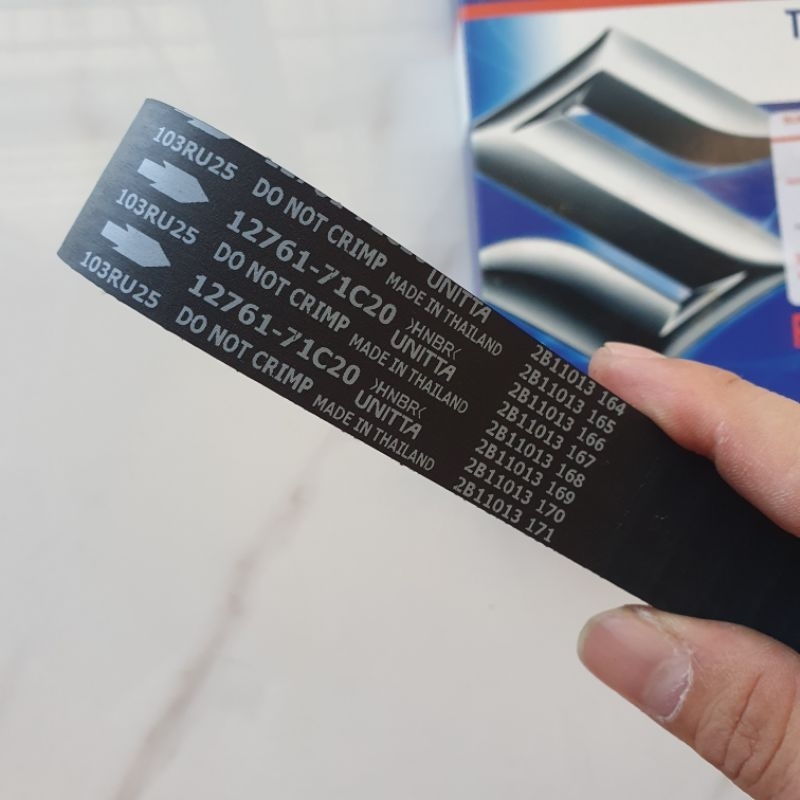 103RU25
DO NOT CRIMP
MADE IN THAILAND
UNITTA
103RU25
12761-71C20
DO NOT CRIMP
MADE IN THAILAND
>HNBR<
UNITTA
103RU25
12761-71C20
DO NOT CRIMP
MADE IN THAILAND
>HNBR<
UNITTA
2B11013 164
2B11013 165
2B11013 166
2B11013 167
2B11013 168
2B11013 169
2B11013 170
2B11013 171